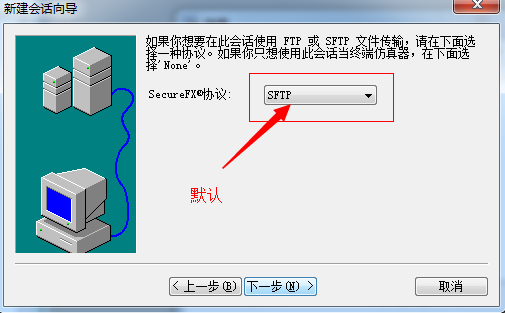 新建会话向导
如果你想要在此会话使用 FTP 或 SFTP 文件传输，请在下面选
择一种协议。如果你只想使用此会话当终端仿真器，在下面选
择'None'。
SecureFX®协议:
SFTP
默认
< 上一步(B)
下一步(N) >
取消